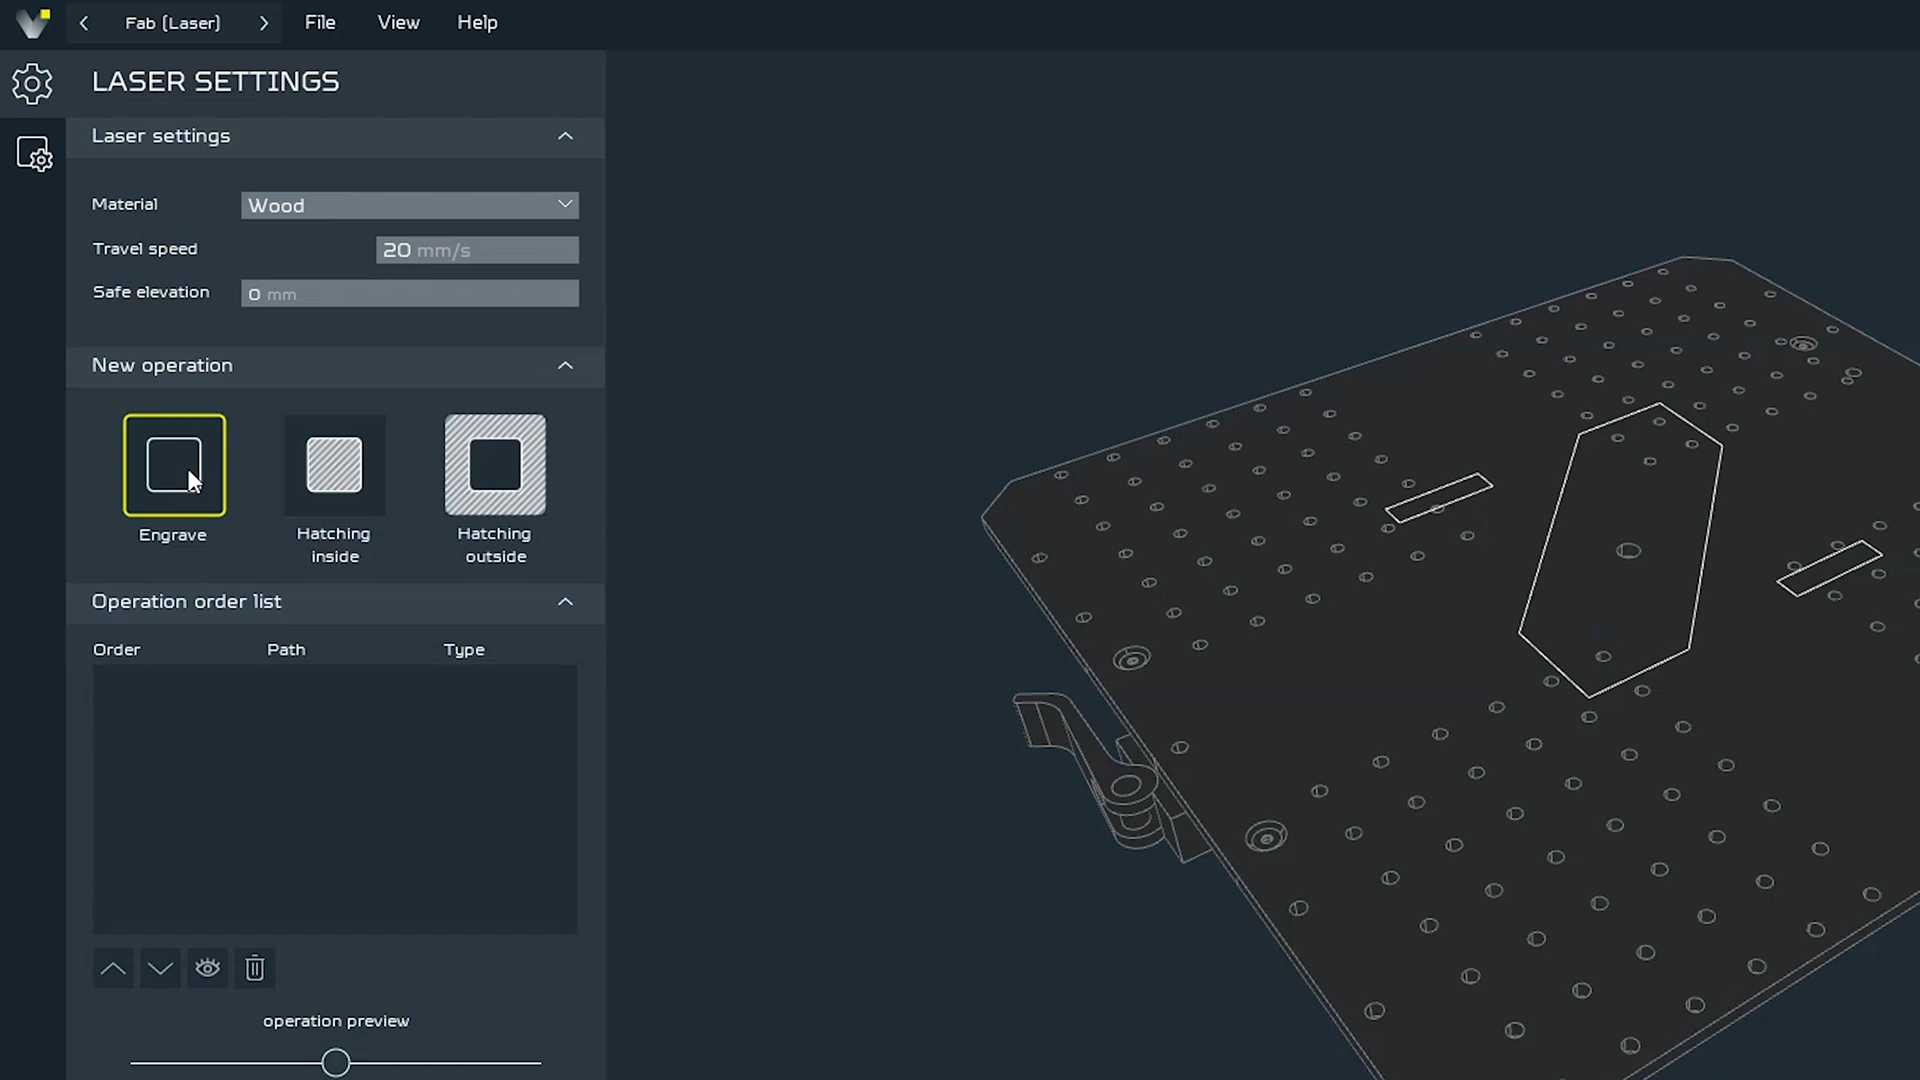 Fab (Laser) File View Help
LASER SETTINGS
Laser settings
Material Wood
Travel speed 20 mm/s
Safe elevation 0 mm
New operation
Engrave
Hatching inside
Hatching outside
Operation order list
Order Path Type
operation preview